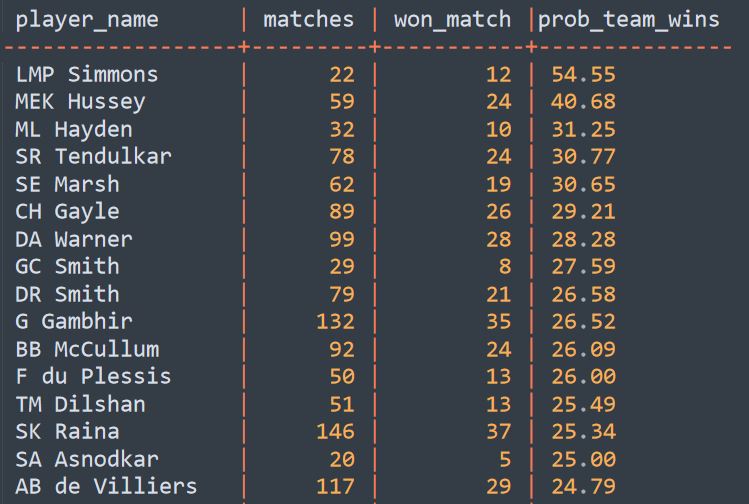 player_name | matches | won_match | prob_team_wins
------------------+---------+-----------+---------------
LMP Simmons | 22 | 12 | 54.55
MEK Hussey | 59 | 24 | 40.68
ML Hayden | 32 | 10 | 31.25
SR Tendulkar | 78 | 24 | 30.77
SE Marsh | 62 | 19 | 30.65
CH Gayle | 89 | 26 | 29.21
DA Warner | 99 | 28 | 28.28
GC Smith | 29 | 8 | 27.59
DR Smith | 79 | 21 | 26.58
G Gambhir | 132 | 35 | 26.52
BB McCullum | 92 | 24 | 26.09
F du Plessis | 50 | 13 | 26.00
TM Dilshan | 51 | 13 | 25.49
SK Raina | 146 | 37 | 25.34
SA Asnodkar | 20 | 5 | 25.00
AB de Villiers | 117 | 29 | 24.79